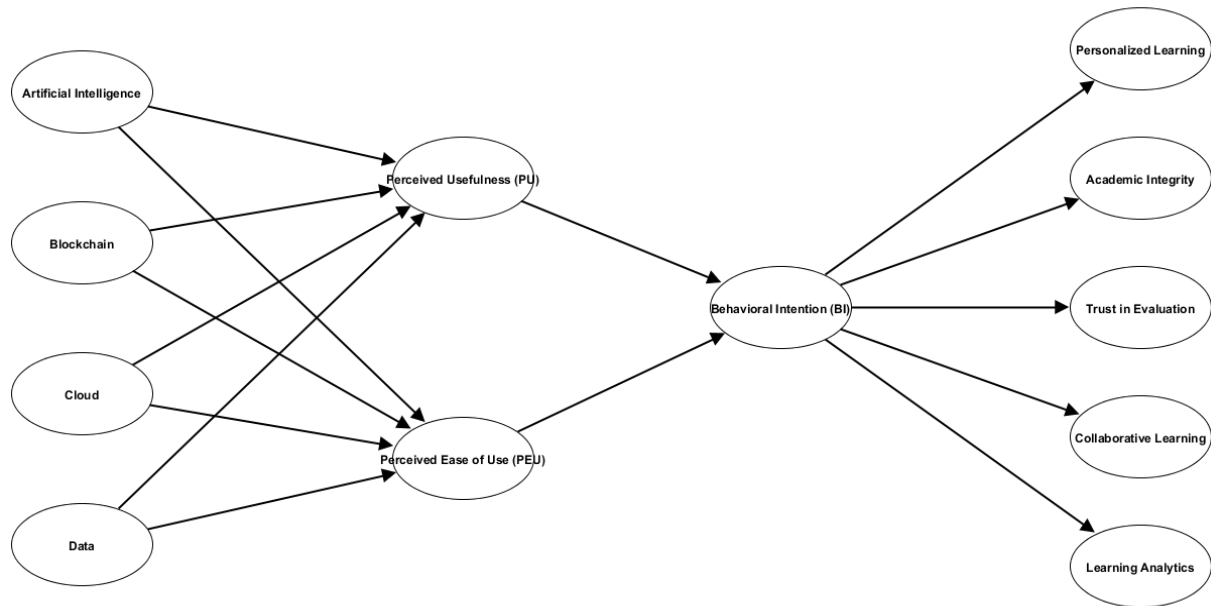 Artificial Intelligence
Blockchain
Cloud
Data
Perceived Usefulness (PU)
Perceived Ease of Use (PEU)
Behavioral Intention (BI)
Personalized Learning
Academic Integrity
Trust in Evaluation
Collaborative Learning
Learning Analytics